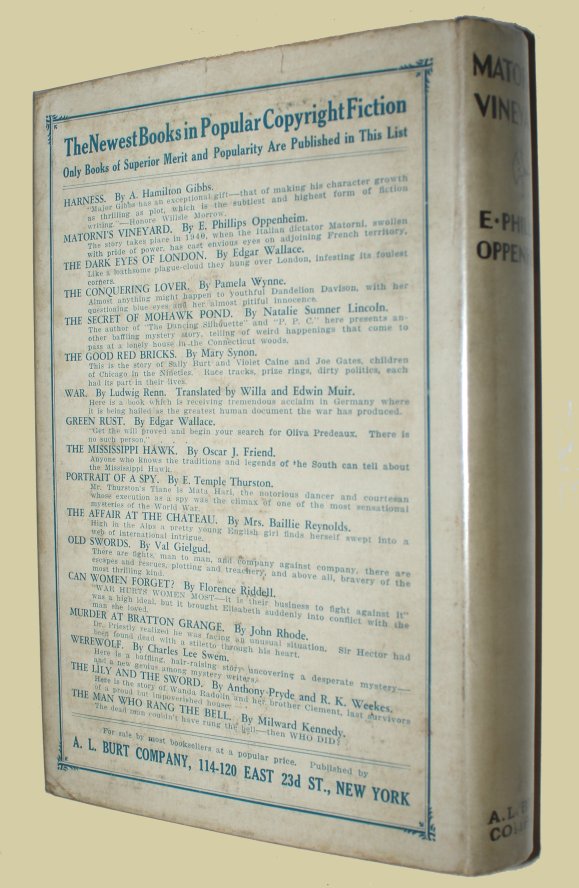 The Newest Books in Popular Copyright Fiction
Only Books of Superior Merit and Popularity Are Published in This List
HARNESS. By A. Hamilton Gibbs.
"Major Gibbs has an exceptional gift—that of making his character growth
as thrilling as plot, which is the subtlest and highest form of fiction
writing."—Honore Willsie Morrow.
MATORNI'S VINEYARD. By E. Phillips Oppenheim.
The story takes place in 1940, when the Italian dictator Matorni, swollen
with pride of power, has cast envious eyes on adjoining French territory.
THE DARK EYES OF LONDON. By Edgar Wallace.
Like a loathsome plague-cloud they hung over London, infesting its foulest
corners.
THE CONQUERING LOVER. By Pamela Wynne.
Almost anything might happen to youthful Dandelion Davison, with her
questioning blue eyes and her almost pitiful innocence.
THE SECRET OF MOHAWK POND. By Natalie Sumner Lincoln.
The author of "The Dancing Silhouette" and "P. P. C." here presents an-
other baffling mystery story, telling of weird happenings that come to
pass at a lonely house in the Connecticut woods.
THE GOOD RED BRICKS. By Mary Synon.
This is the story of Sally Burt and Violet Caine and Joe Gates, children
of Chicago in the Nineties. Race tracks, prize rings, dirty politics, each
had its part in their lives.
WAR. By Ludwig Renn. Translated by Willa and Edwin Muir.
Here is a book which is receiving tremendous acclaim in Germany where
it is being hailed as the greatest human document the war has produced.
GREEN RUST. By Edgar Wallace.
"Get the will proved and begin your search for Oliva Predeaux. There is
no such person."
THE MISSISSIPPI HAWK. By Oscar J. Friend.
Anyone who knows the traditions and legends of the South can tell about
the Mississippi Hawk.
PORTRAIT OF A SPY. By E. Temple Thurston.
Mr. Thurston's Tiane is Mata Hari, the notorious dancer and courtesan
whose execution as a spy was the climax of one of the most sensational
mysteries of the World War.
THE AFFAIR AT THE CHATEAU. By Mrs. Baillie Reynolds.
High in the Alps a pretty young English girl finds herself swept into a
web of international intrigue.
OLD SWORDS. By Val Gielgud.
There are fights, man to man, and company against company, there are
escapes and rescues, plotting and treachery, and above all, bravery of the
most thrilling kind.
CAN WOMEN FORGET? By Florence Riddell.
"WAR HURTS WOMEN MOST—it is their business to fight against it"
was a high ideal, but it brought Elisabeth suddenly into conflict with the
man she loved.
MURDER AT BRATTON GRANGE. By John Rhode.
Dr. Priestly realized he was facing an unusual situation. Sir Hector had
been found dead with a stiletto through his heart.
WEREWOLF. By Charles Lee Swem.
Here is a baffling, hair-raising story uncovering a desperate mystery—
and a new genius among mystery writers.
THE LILY AND THE SWORD. By Anthony Pryde and R. K. Weekes.
Here is the story of Wanda Radolin and her brother Clement, last survivors
of a proud but impoverished house.
THE MAN WHO RANG THE BELL. By Milward Kennedy.
The dead man couldn't have rung the bell—then WHO DID?
For sale by most booksellers at a popular price. Published by
A. L. BURT COMPANY, 114-120 EAST 23d ST., NEW YORK
MATOR
VINEY
E·PHIL
OPPEN
A.L.
CO